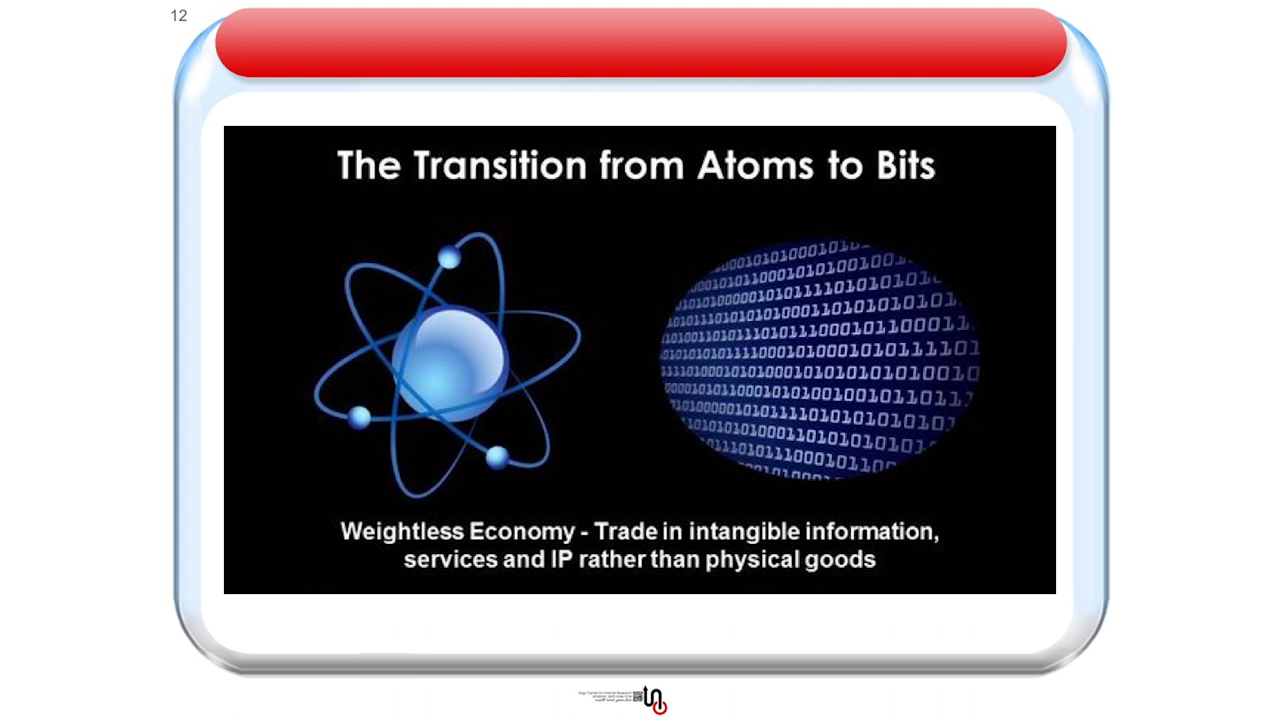 12
The Transition from Atoms to Bits
Weightless Economy - Trade in intangible information,
services and IP rather than physical goods